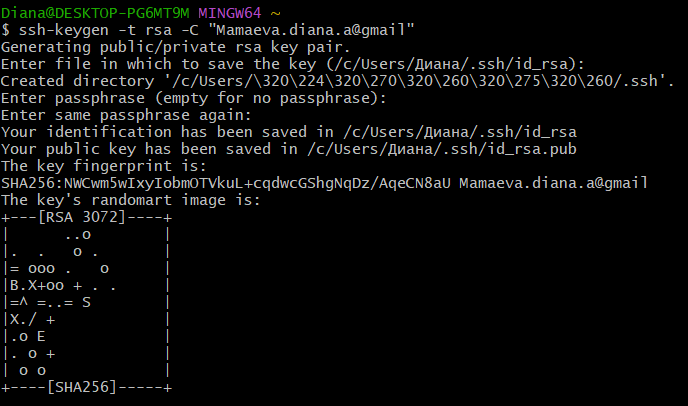 Diana@DESKTOP-PG6MT9M MINGW64 ~
$ ssh-keygen -t rsa -C "Mamaeva.diana.a@gmail"
Generating public/private rsa key pair.
Enter file in which to save the key (/c/Users/Диана/.ssh/id_rsa):
Created directory '/c/Users/\320\224\320\270\320\260\320\275\320\260/.ssh'.
Enter passphrase (empty for no passphrase):
Enter same passphrase again:
Your identification has been saved in /c/Users/Диана/.ssh/id_rsa
Your public key has been saved in /c/Users/Диана/.ssh/id_rsa.pub
The key fingerprint is:
SHA256:NWCwm5wIxyIobmOTVkuL+cqdwcGShgNqDz/AqeCN8aU Mamaeva.diana.a@gmail
The key's randomart image is:
+---[RSA 3072]----+
|      ..o        |
|.  .   o .       |
|= ooo .   o      |
|B.X+oo + . .     |
|=^ =..= S        |
|X./ +            |
|.o E             |
|. o +            |
| o o             |
+----[SHA256]-----+